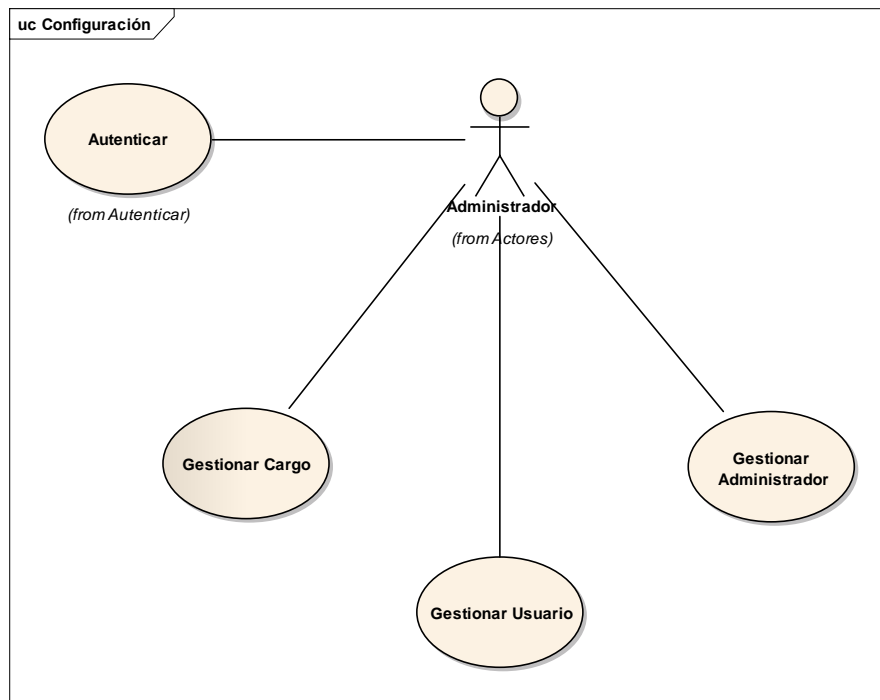 uc Configuración
Autenticar
(from Autenticar)
Administrador
(from Actores)
Gestionar Cargo
Gestionar
Administrador
Gestionar Usuario